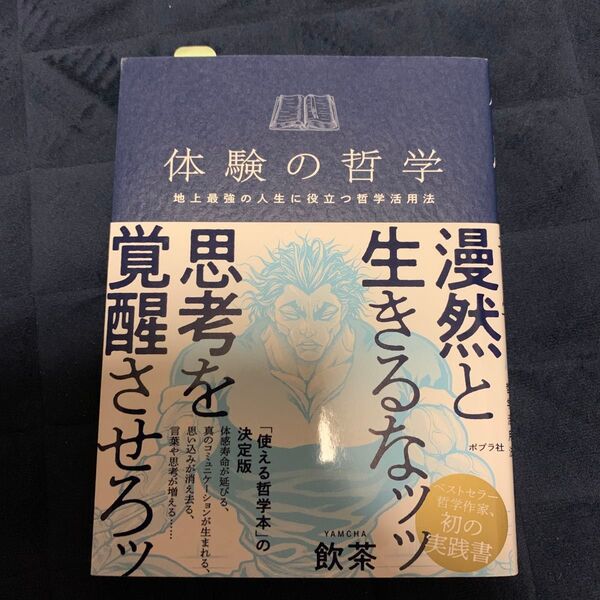 体験の哲学
地上最強の人生に役立つ哲学活用法
漫然と
生きるなッッ
思考を
覚醒させろッ
「使える哲学本」の
決定版
体感寿命が延びる、
真のコミュニケーションが生まれる、
思い込みが消え去る、
言葉や思考が増える……
ポプラ社
ベストセラー
哲学作家、
初の
実践書
YAMCHA
飲茶